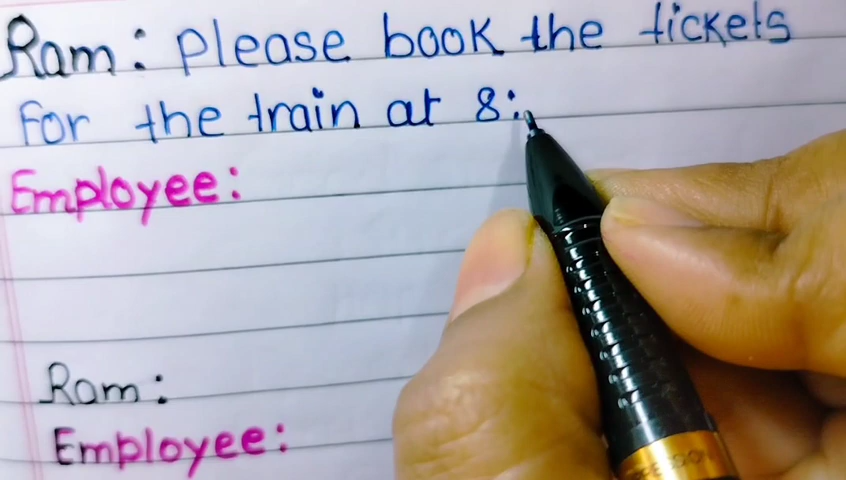 Ram: please book the tickets
For the train at 8:
Employee:
Ram:
Employee: